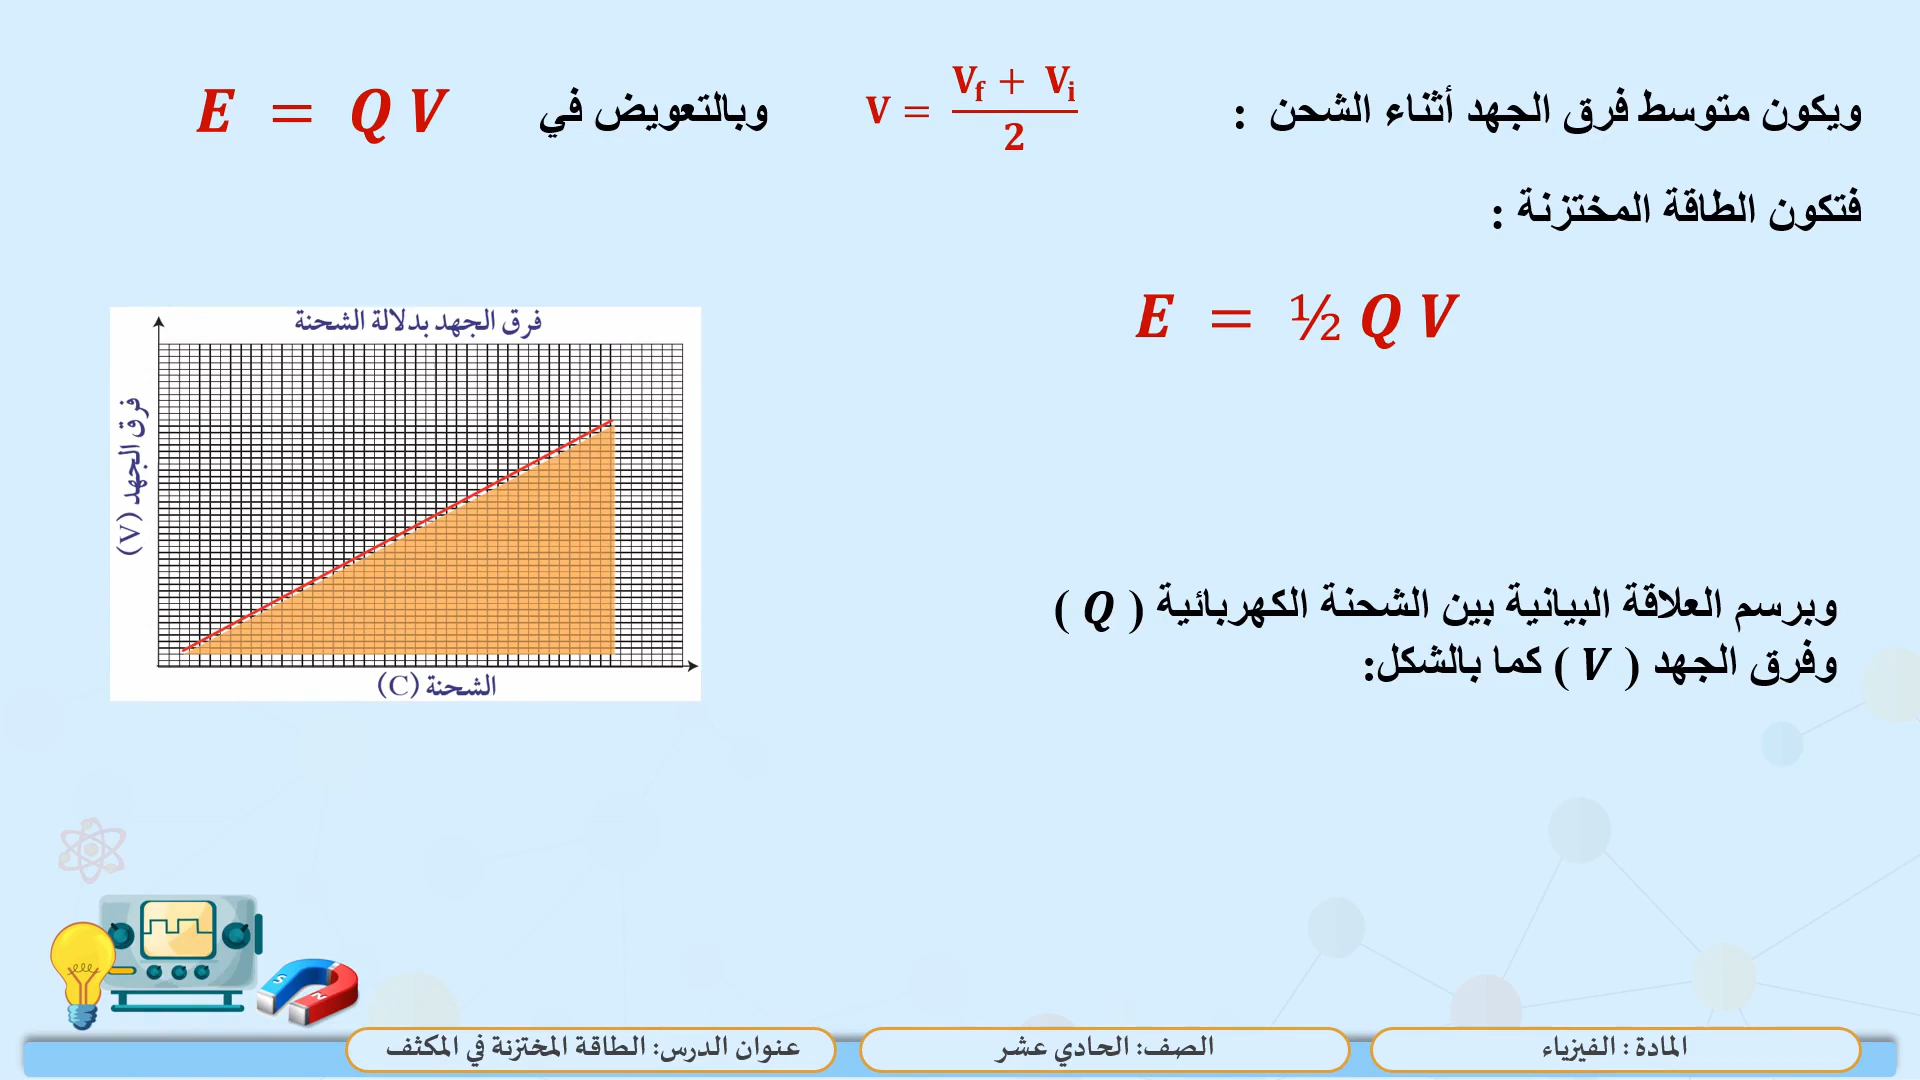 ويكون متوسط فرق الجهد أثناء الشحن : V = (V_f + V_i) / 2 وبالتعويض في E = Q V
فتكون الطاقة المختزنة :
E = ½ Q V
فرق الجهد بدلالة الشحنة
فرق الجهد (V)
الشحنة (C)
وبرسم العلاقة البيانية بين الشحنة الكهربائية ( Q )
وفرق الجهد ( V ) كما بالشكل:
S
N
المادة : الفيزياء
الصف: الحادي عشر
عنوان الدرس: الطاقة المختزنة في المكثف